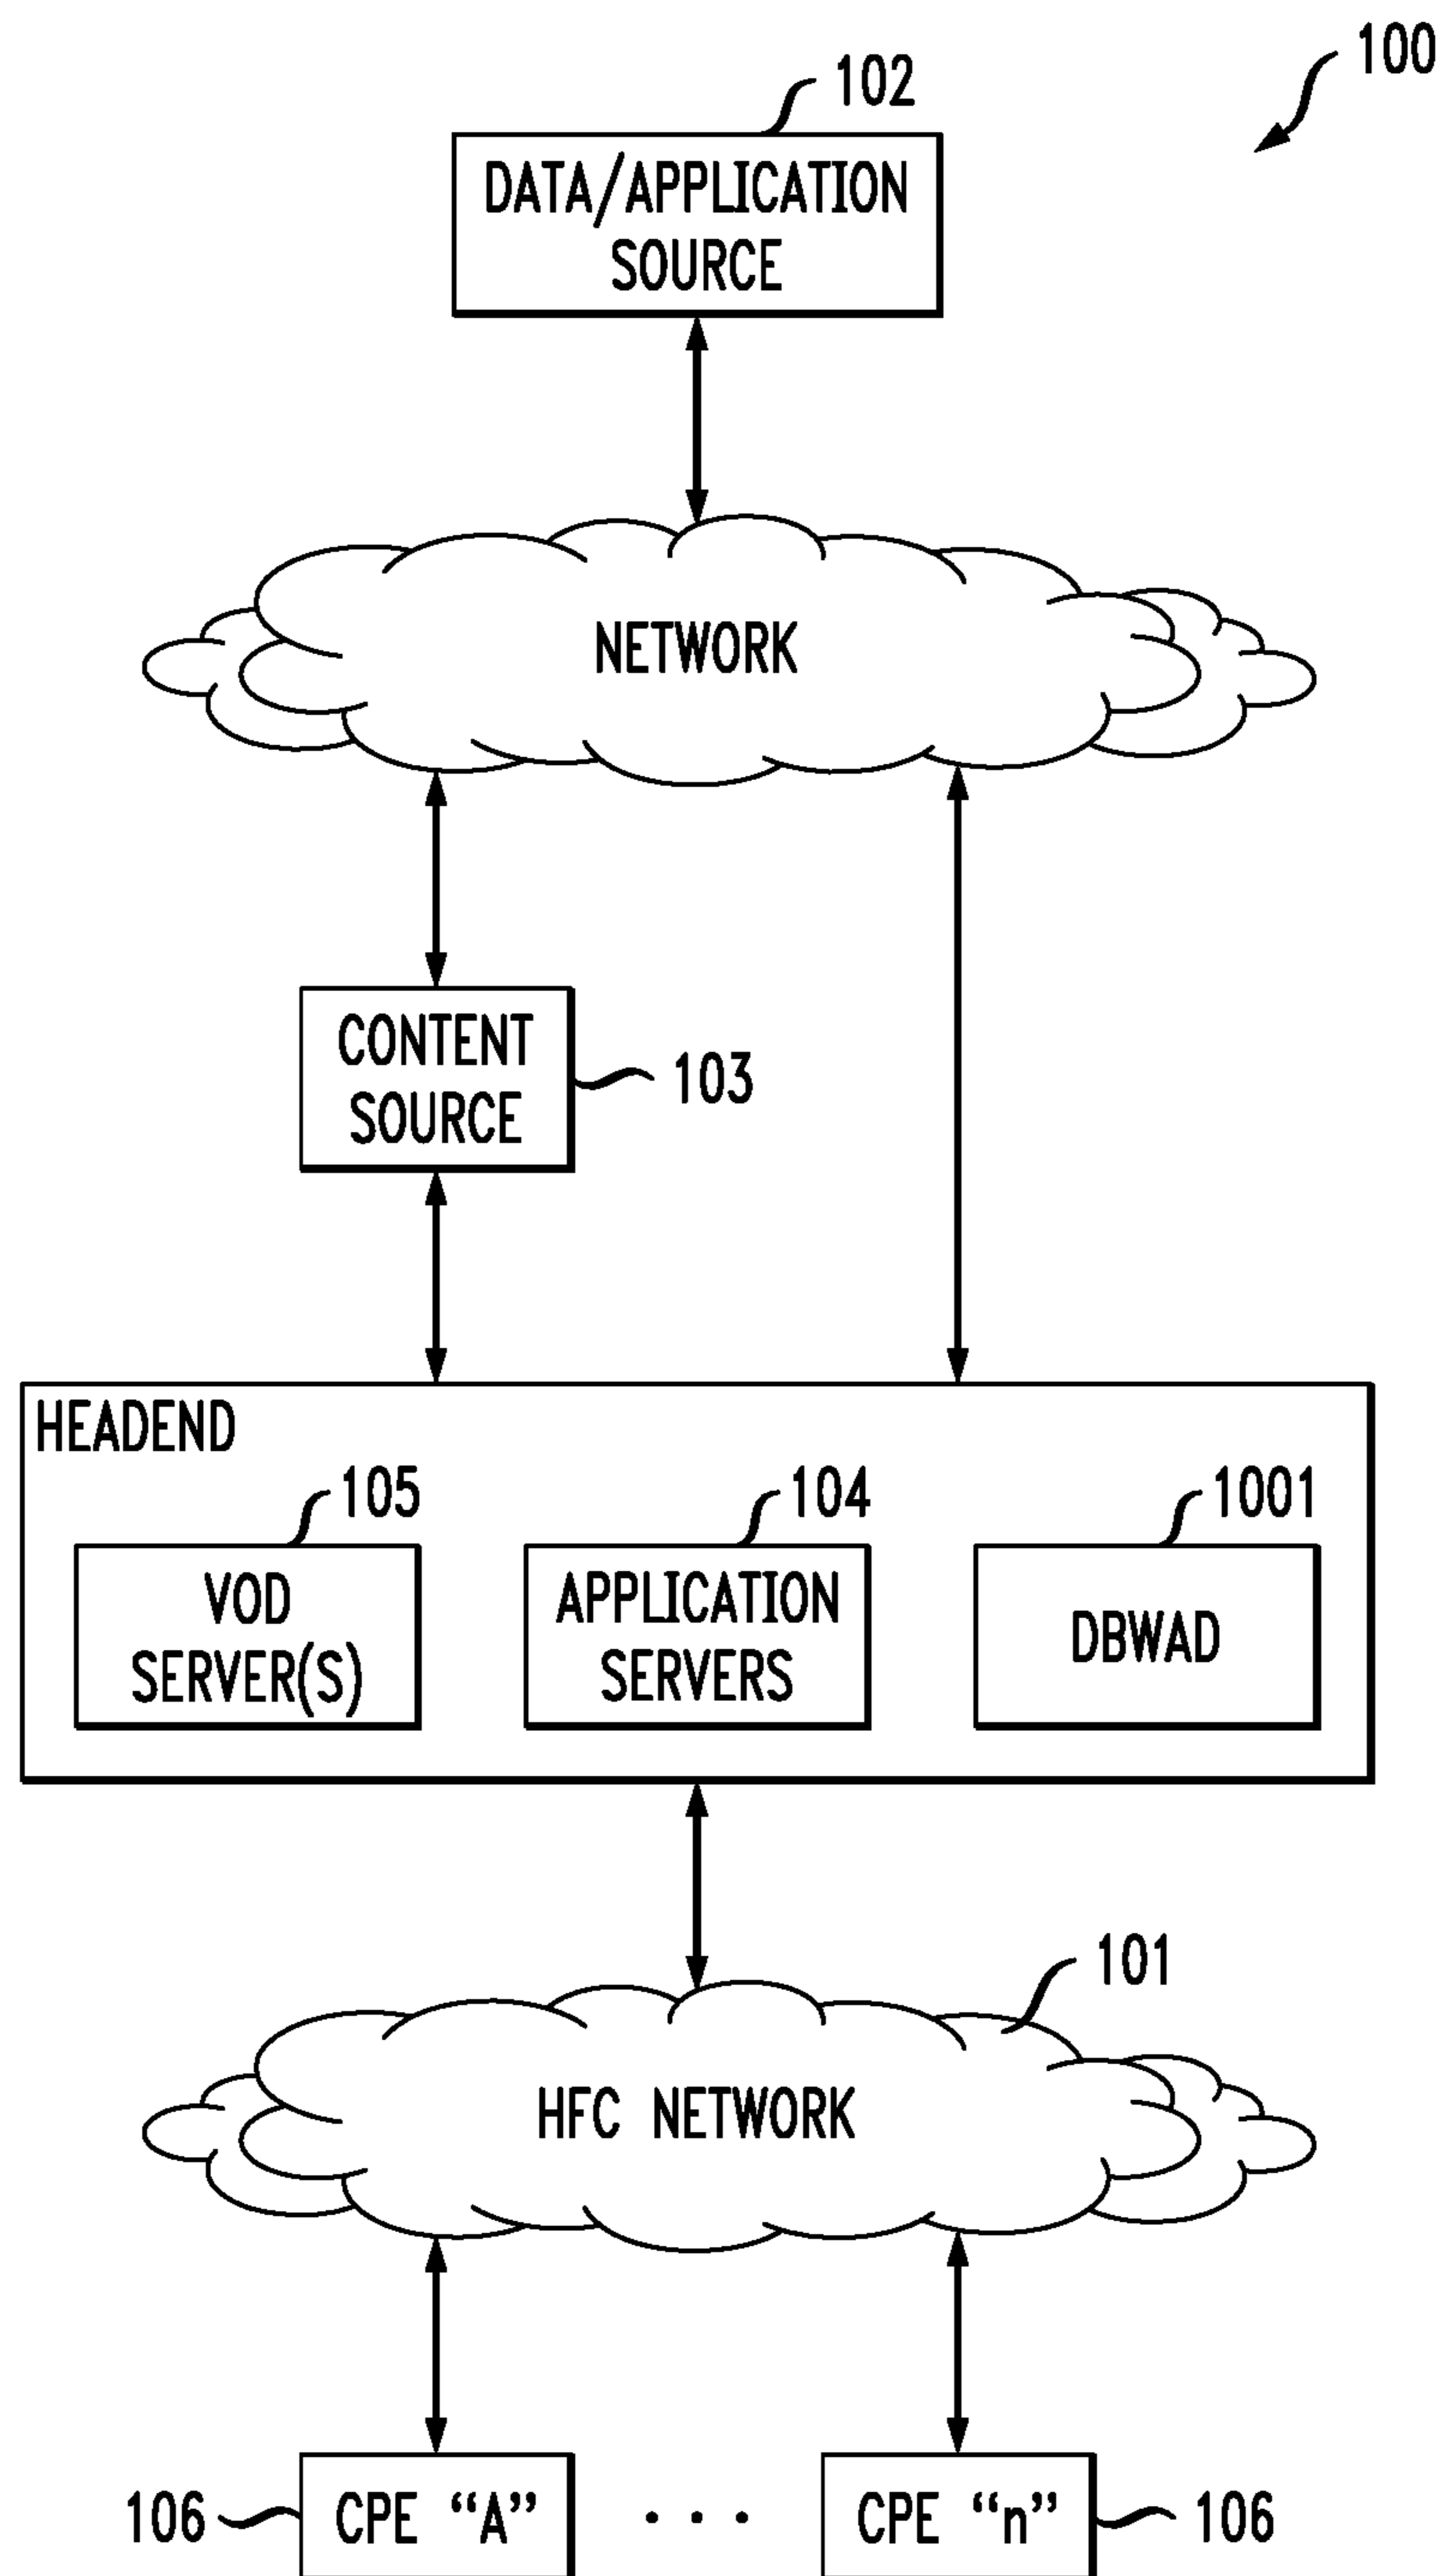 100
102
DATA/APPLICATION
SOURCE
NETWORK
CONTENT
SOURCE
103
HEADEND
105
104
1001
VOD
SERVER(S)
APPLICATION
SERVERS
DBWAD
101
HFC NETWORK
106
CPE “A”
. . .
CPE “n”
106